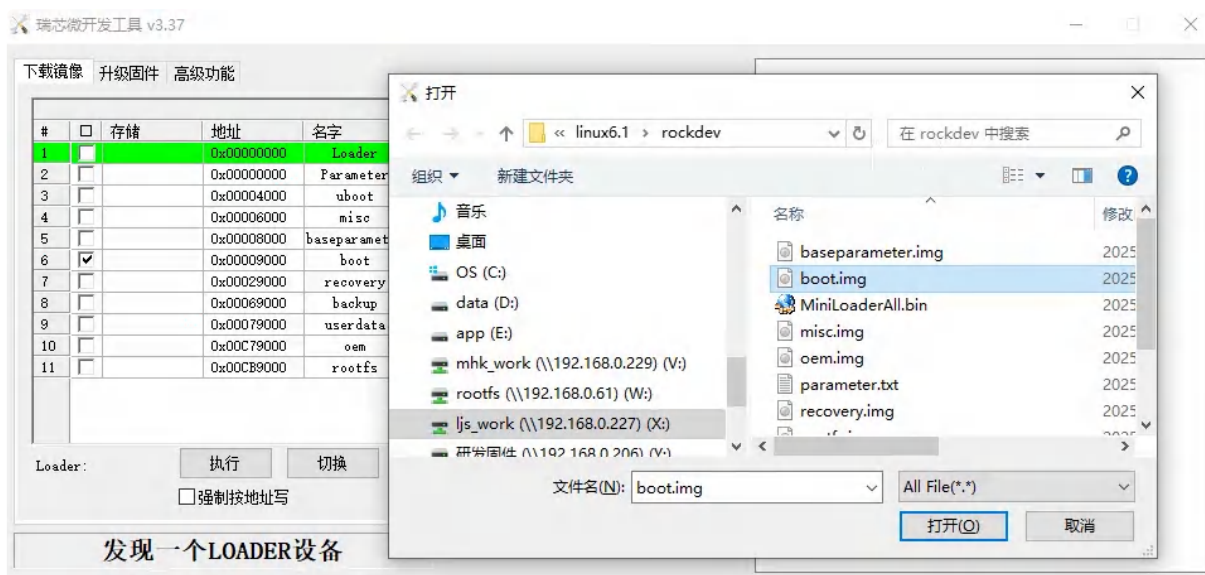 瑞芯微开发工具 v3.37
下载镜像 升级固件 高级功能
# 存储 地址 名字
1 0x00000000 Loader
2 0x00000000 Parameter
3 0x00004000 uboot
4 0x00006000 misc
5 0x00008000 baseparamet
6 0x00009000 boot
7 0x00029000 recovery
8 0x00069000 backup
9 0x00079000 userdata
10 0x00C79000 oem
11 0x00CB9000 rootfs
Loader: 执行 切换
强制按地址写
发现一个LOADER设备
打开
« linux6.1 › rockdev
在 rockdev 中搜索
组织 新建文件夹
音乐
桌面
OS (C:)
data (D:)
app (E:)
mhk_work (\\192.168.0.229) (V:)
rootfs (\\192.168.0.61) (W:)
ljs_work (\\192.168.0.227) (X:)
研发固件 (\\192.168.0.206) (Y:)
名称 修改
baseparameter.img 2025
boot.img 2025
MiniLoaderAll.bin 2025
misc.img 2025
oem.img 2025
parameter.txt 2025
recovery.img 2025
文件名(N): boot.img All File(*.*)
打开(O) 取消